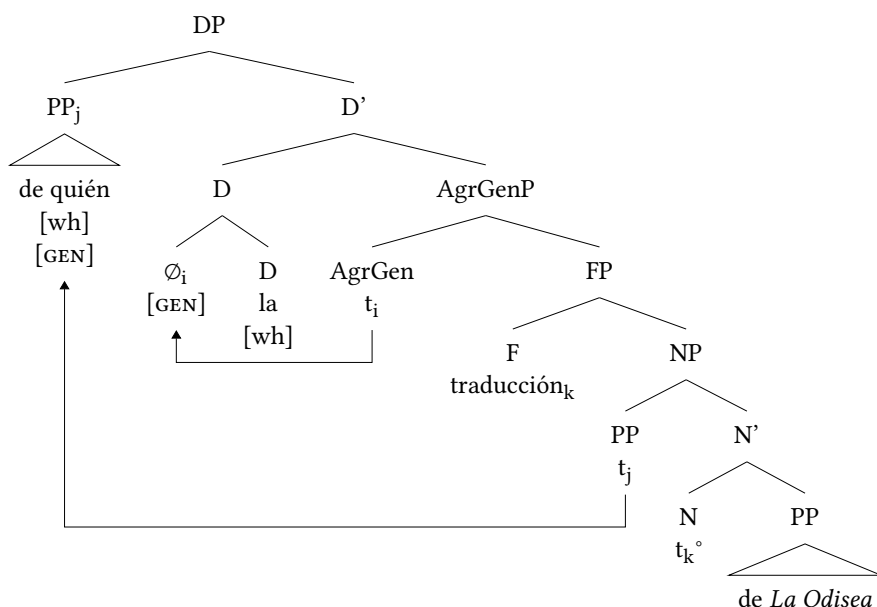 DP
PPj D’
de quién D AgrGenP
[wh]
[GEN] ∅i D AgrGen FP
[GEN] la ti
[wh] F NP
traducciónk
PP N’
tj
N PP
tk°
de La Odisea